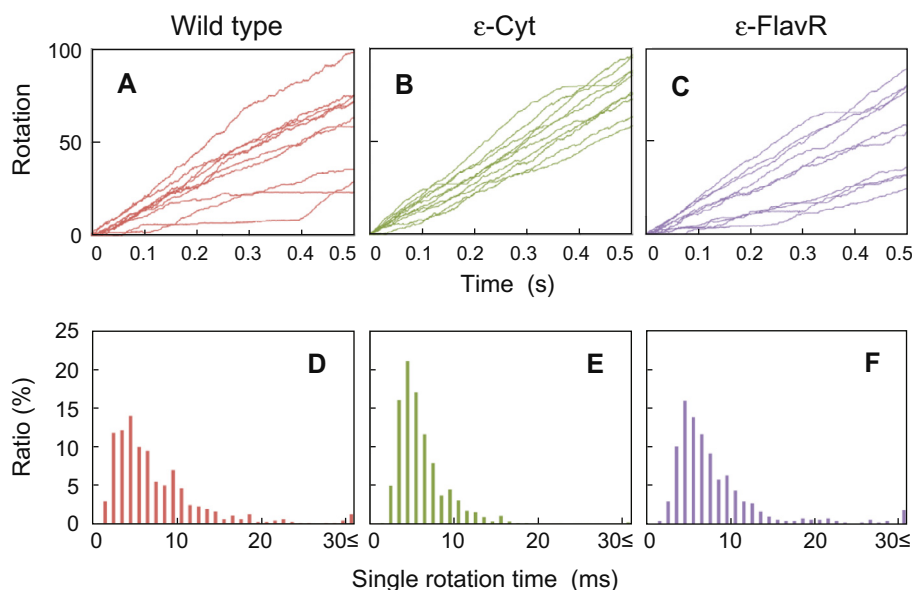 Wild type ε-Cyt ε-FlavR
A B C
Rotation
100
50
0
0 0.1 0.2 0.3 0.4 0.5 0.1 0.2 0.3 0.4 0.5 0 0.1 0.2 0.3 0.4 0.5
Time (s)
D E F
Ratio (%)
25
20
15
10
5
0
0 10 20 30≤ 0 10 20 30≤ 0 10 20 30≤
Single rotation time (ms)